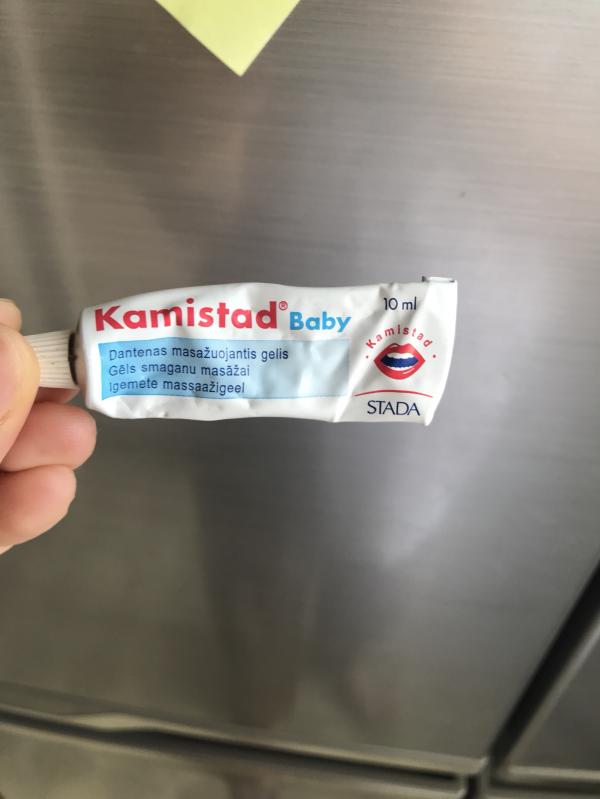 Kamistad® Baby
10 ml
Dantenas masažuojantis gelis
Gēls smaganu masāžai
Igemete massaažigeel
· Kamistad ·
STADA